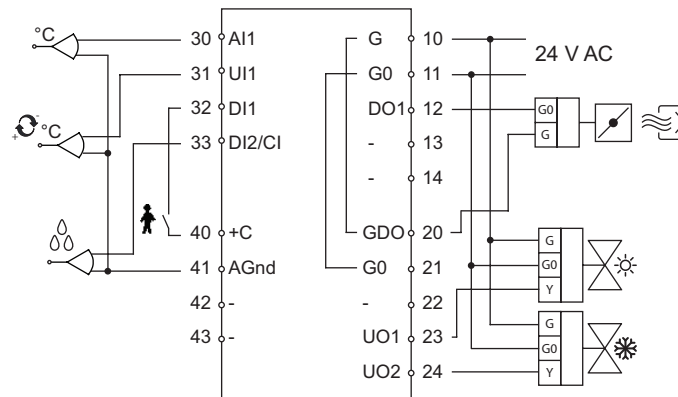 °C 30 AI1 G 10 24 V AC
31 UI1 G0 11
+ - °C 32 DI1 DO1 12 G0
33 DI2/CI - 13 G
- 14
40 +C GDO 20 G
41 AGnd G0 21 G0
42 - - 22 Y
43 - UO1 23 G
UO2 24 G0
Y